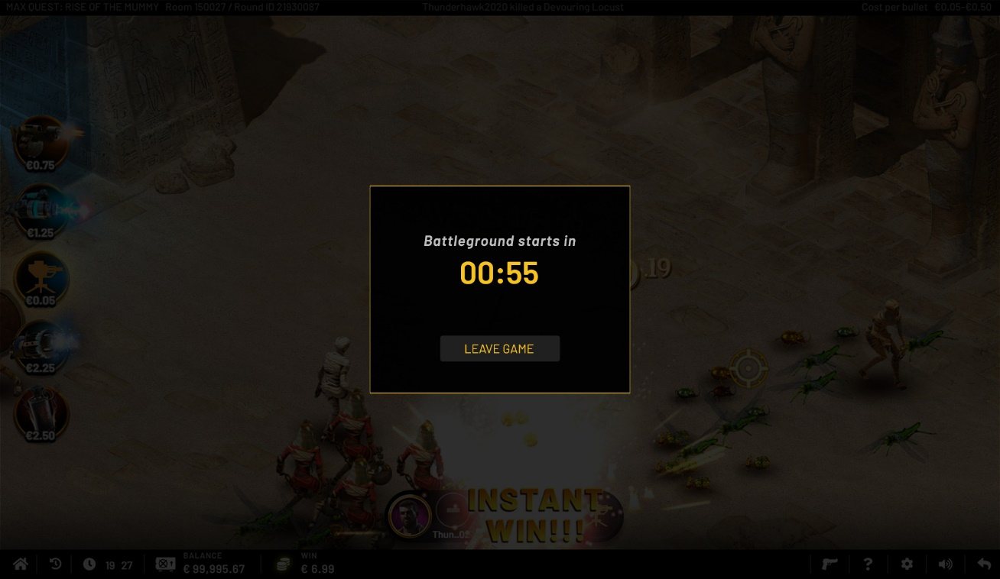 MAX QUEST: RISE OF THE MUMMY Room 150027 / Round ID 21930087
Thunderhawk2020 killed a Devouring Locust
Cost per bullet €0.05–€0.50
€0.75
€1.25
€0.05
€2.25
€2.50
Battleground starts in
00:55
.19
LEAVE GAME
INSTANT
WIN!!!
Thun..02
19 27
BALANCE
€ 99,995.67
WIN
€ 6.99
?